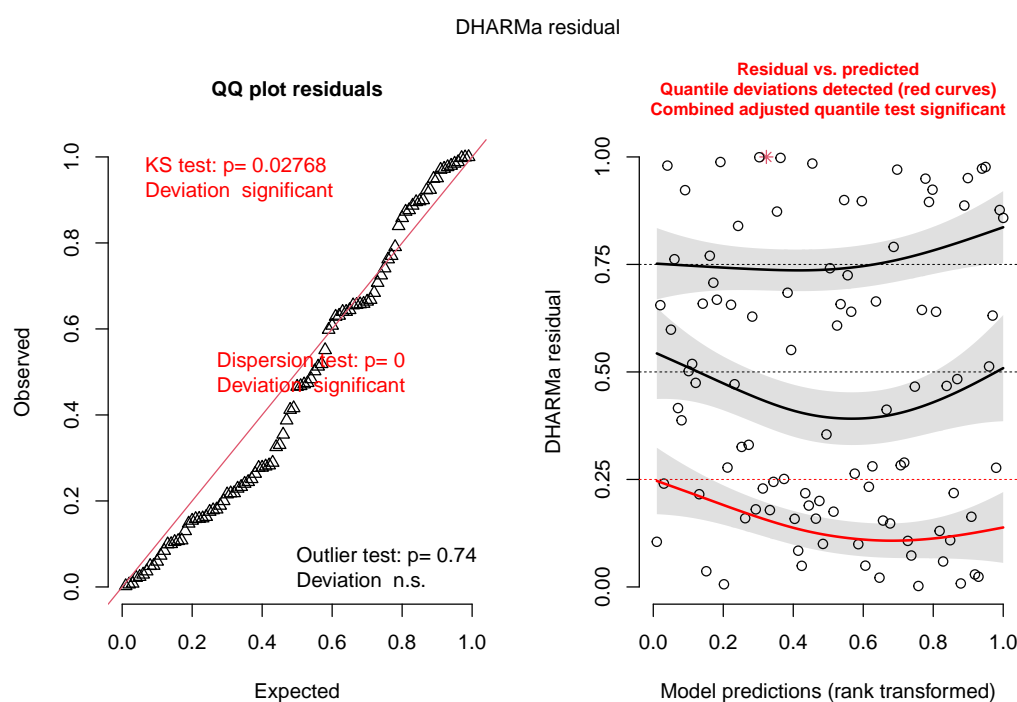 DHARMa residual
QQ plot residuals
KS test: p= 0.02768
Deviation  significant
Dispersion test: p= 0
Deviation  significant
Outlier test: p= 0.74
Deviation  n.s.
Observed
0.0 0.2 0.4 0.6 0.8 1.0
0.0 0.2 0.4 0.6 0.8 1.0
Expected
Residual vs. predicted
Quantile deviations detected (red curves)
Combined adjusted quantile test significant
DHARMa residual
0.00 0.25 0.50 0.75 1.00
0.0 0.2 0.4 0.6 0.8 1.0
Model predictions (rank transformed)